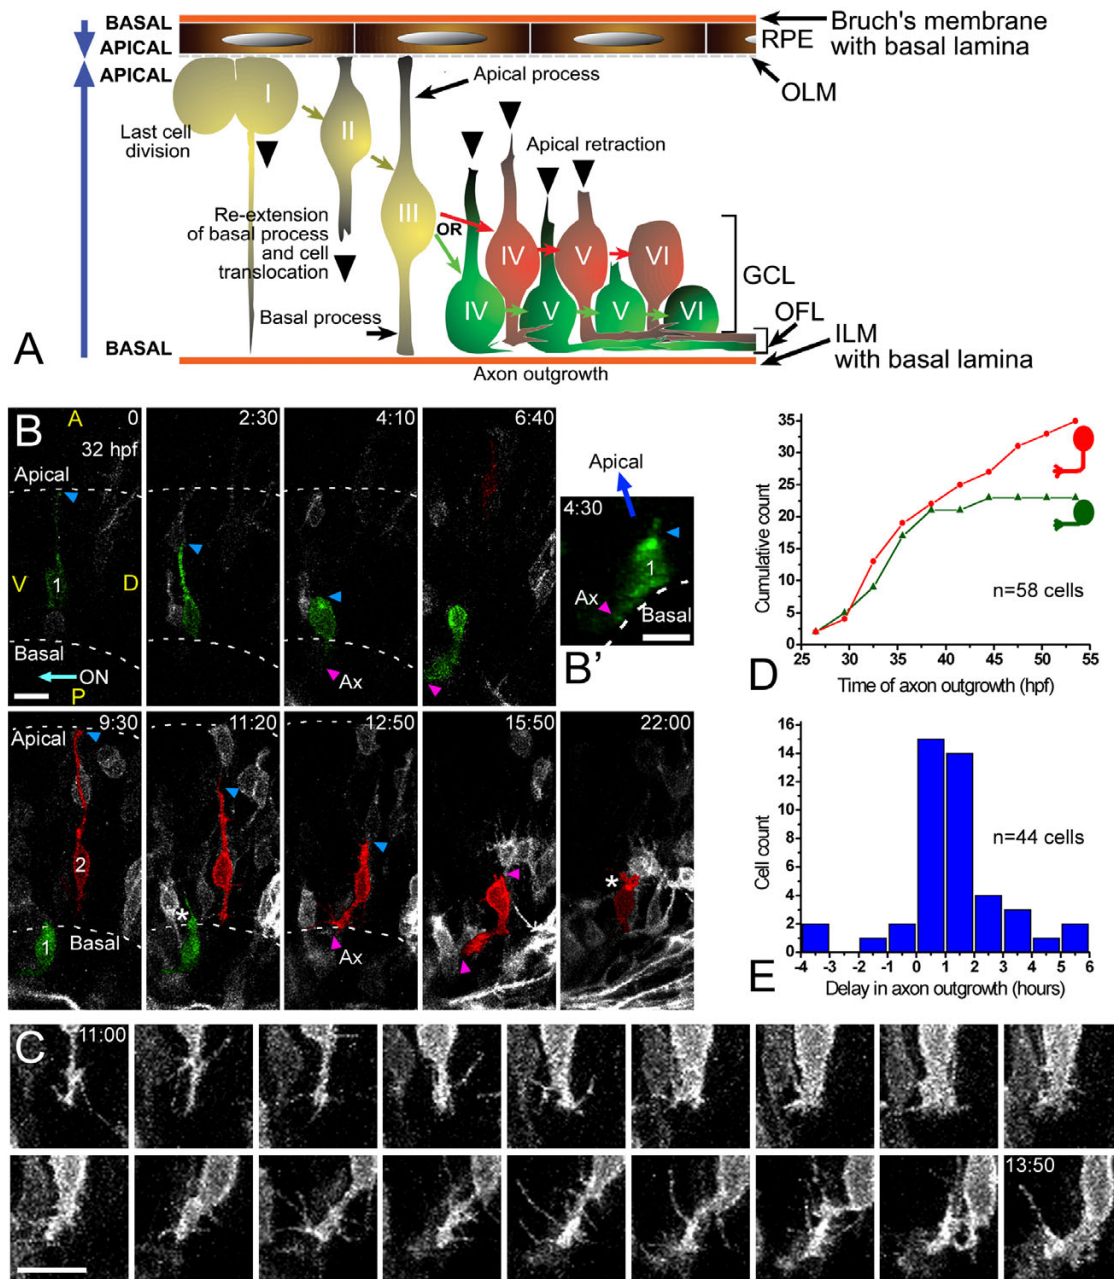 BASAL
APICAL
APICAL
Bruch's membrane
with basal lamina
RPE
OLM
Apical process
I
II
III
Last cell
division
Apical retraction
Re-extension
of basal process
and cell
translocation
OR
IV
V
VI
IV
V
V
VI
GCL
OFL
ILM
with basal lamina
Basal process
BASAL
Axon outgrowth
A
B
A
0
32 hpf
Apical
1
V
D
Basal
ON
P
2:30
4:10
Ax
6:40
Apical
4:30
1
Ax
Basal
B'
9:30
Apical
2
1
Basal
11:20
*
12:50
Ax
15:50
22:00
*
Cumulative count
35
30
25
20
15
10
5
0
n=58 cells
25 30 35 40 45 50 55
D
Time of axon outgrowth (hpf)
Cell count
16
14
12
10
8
6
4
2
0
n=44 cells
-4 -3 -2 -1 0 1 2 3 4 5 6
E
Delay in axon outgrowth (hours)
C
11:00
13:50